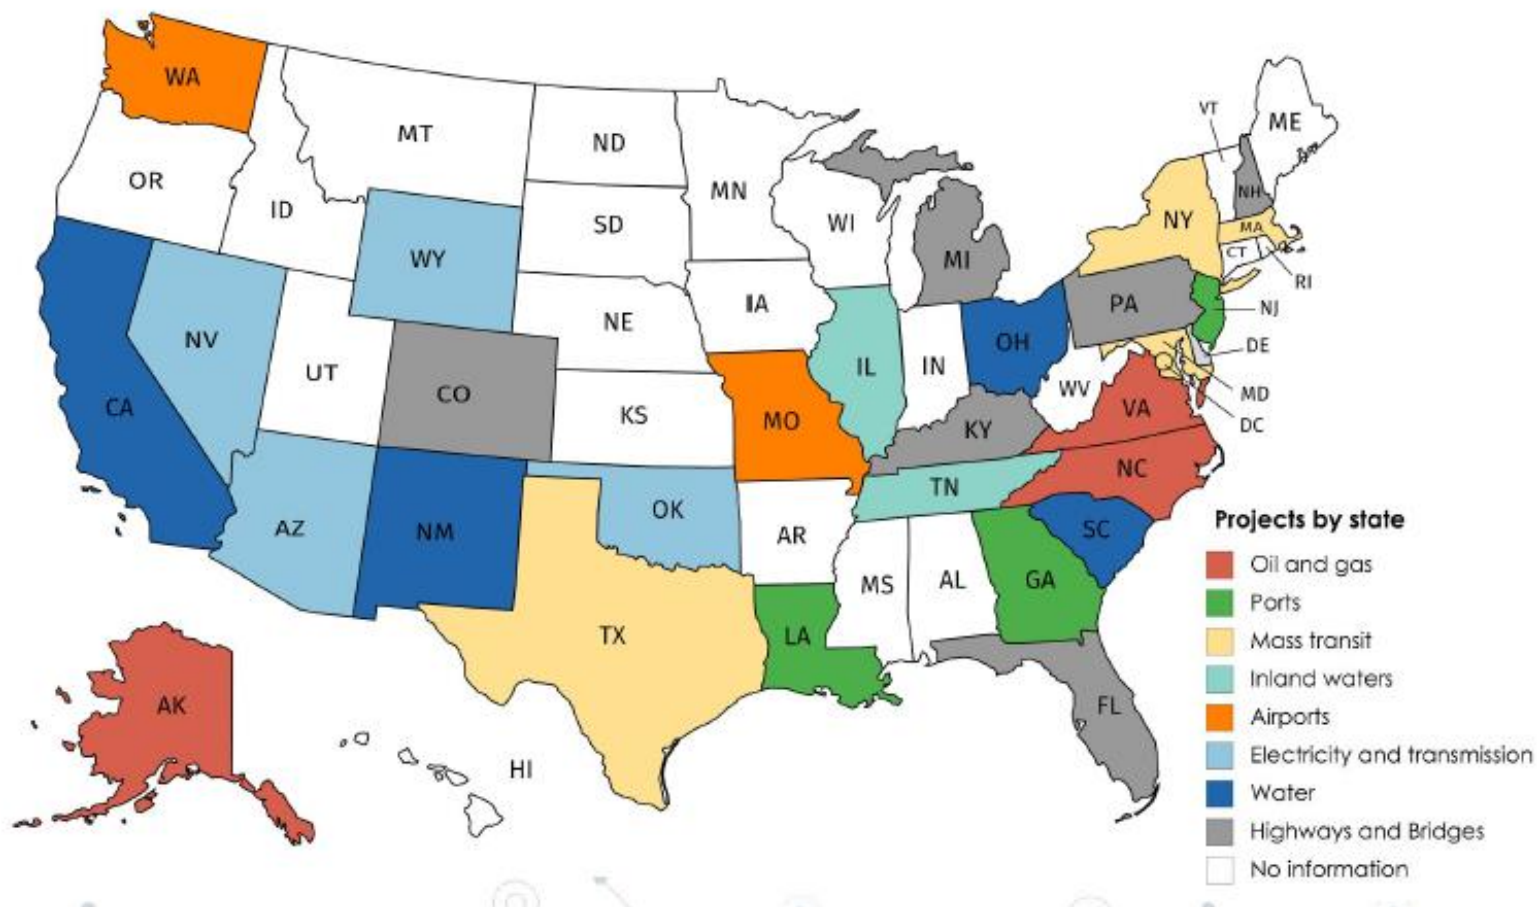 WA
MT
ND
MN
VT
ME
OR
ID
SD
WI
NH
NY
MA
CT
RI
WY
MI
NV
NE
IA
PA
NJ
UT
IL
IN
OH
DE
CA
CO
KS
MO
WV
VA
MD
DC
KY
NC
AZ
NM
OK
AR
TN
SC
MS
AL
GA
TX
LA
FL
AK
HI
Projects by state
Oil and gas
Ports
Mass transit
Inland waters
Airports
Electricity and transmission
Water
Highways and Bridges
No information